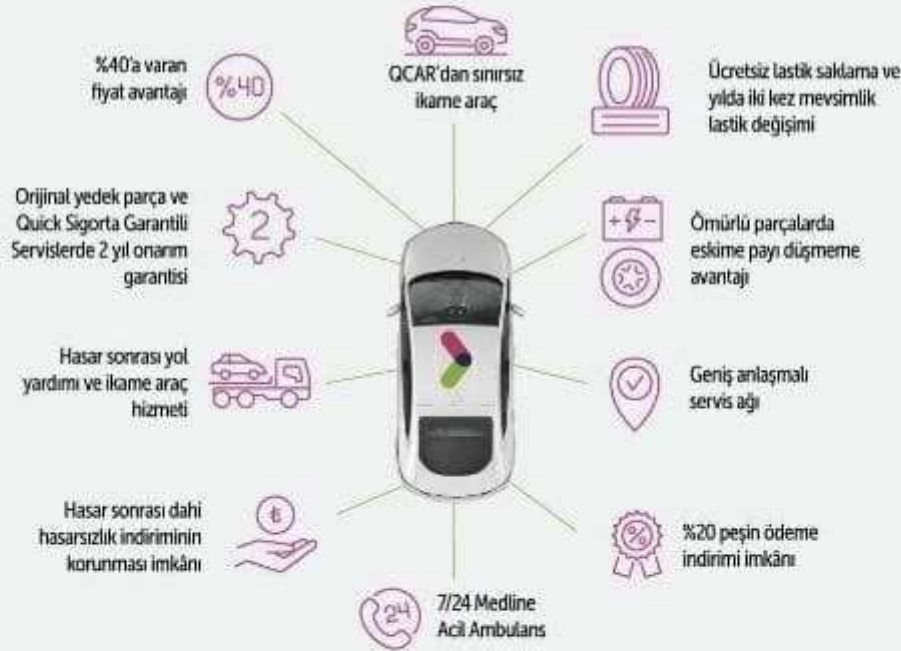 %40'a varan
fiyat avantajı
%40
QCAR'dan sınırsız
ikame araç
Ücretsiz lastik saklama ve
yılda iki kez mevsimlik
lastik değişimi
Orijinal yedek parça ve
Quick Sigorta Garantili
Servislerde 2 yıl onarım
garantisi
2
+ -
Ömürlü parçalarda
eskime payı düşmeme
avantajı
Hasar sonrası yol
yardımı ve ikame araç
hizmeti
Geniş anlaşmalı
servis ağı
Hasar sonrası dahi
hasarsızlık indiriminin
korunması imkânı
₺
%
%20 peşin ödeme
indirimi imkânı
24
7/24 Medline
Acil Ambulans